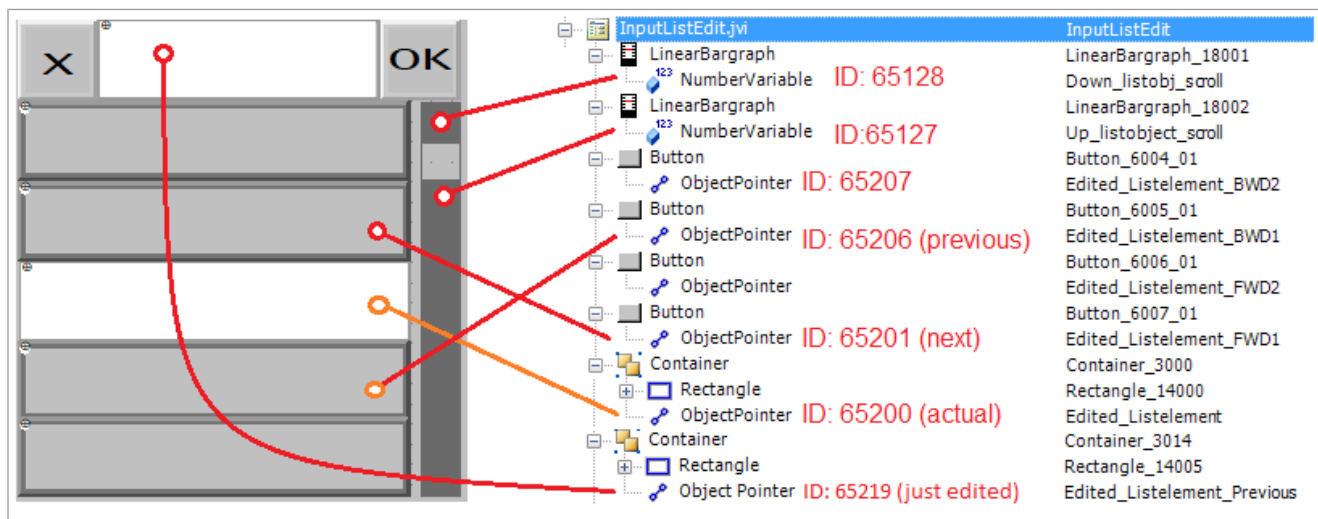 X
OK
InputListEdit.jvi InputListEdit
LinearBargraph LinearBargraph_18001
123 NumberVariable ID: 65128 Down_listobj_scroll
LinearBargraph LinearBargraph_18002
123 NumberVariable ID:65127 Up_listobject_scroll
Button Button_6004_01
ObjectPointer ID: 65207 Edited_Listelement_BWD2
Button Button_6005_01
ObjectPointer ID: 65206 (previous) Edited_Listelement_BWD1
Button Button_6006_01
ObjectPointer Edited_Listelement_FWD2
Button Button_6007_01
ObjectPointer ID: 65201 (next) Edited_Listelement_FWD1
Container Container_3000
Rectangle Rectangle_14000
ObjectPointer ID: 65200 (actual) Edited_Listelement
Container Container_3014
Rectangle Rectangle_14005
Object Pointer ID: 65219 (just edited) Edited_Listelement_Previous